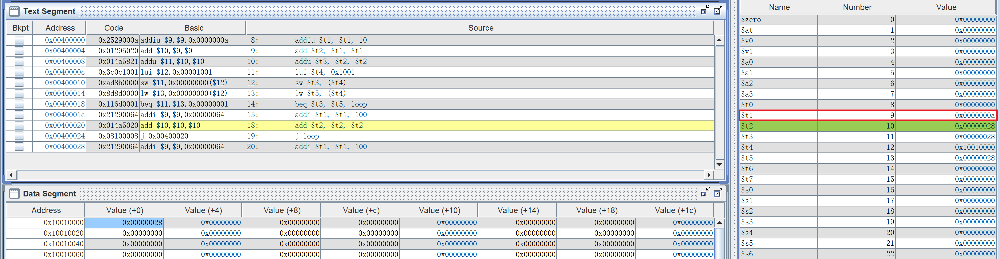 Text Segment
Bkpt Address Code Basic Source
0x00400000 0x2529000a addiu $9,$9,0x0000000a 8: addiu $t1, $t1, 10
0x00400004 0x01295020 add $10,$9,$9 9: add $t2, $t1, $t1
0x00400008 0x014a5821 addu $11,$10,$10 10: addu $t3, $t2, $t2
0x0040000c 0x3c0c1001 lui $12,0x00001001 11: lui $t4, 0x1001
0x00400010 0xad8b0000 sw $11,0x00000000($12) 12: sw $t3, ($t4)
0x00400014 0x8d8d0000 lw $13,0x00000000($12) 13: lw $t5, ($t4)
0x00400018 0x116d0001 beq $11,$13,0x00000001 14: beq $t3, $t5, loop
0x0040001c 0x21290064 addi $9,$9,0x00000064 15: addi $t1, $t1, 100
0x00400020 0x014a5020 add $10,$10,$10 18: add $t2, $t2, $t2
0x00400024 0x08100008 j 0x00400020 19: j loop
0x00400028 0x21290064 addi $9,$9,0x00000064 20: addi $t1, $t1, 100
Data Segment
Address Value (+0) Value (+4) Value (+8) Value (+c) Value (+10) Value (+14) Value (+18) Value (+1c)
0x10010000 0x00000028 0x00000000 0x00000000 0x00000000 0x00000000 0x00000000 0x00000000 0x00000000
0x10010020 0x00000000 0x00000000 0x00000000 0x00000000 0x00000000 0x00000000 0x00000000 0x00000000
0x10010040 0x00000000 0x00000000 0x00000000 0x00000000 0x00000000 0x00000000 0x00000000 0x00000000
0x10010060 0x00000000 0x00000000 0x00000000 0x00000000 0x00000000 0x00000000 0x00000000 0x00000000
Name Number Value
$zero 0 0x00000000
$at 1 0x00000000
$v0 2 0x00000000
$v1 3 0x00000000
$a0 4 0x00000000
$a1 5 0x00000000
$a2 6 0x00000000
$a3 7 0x00000000
$t0 8 0x00000000
$t1 9 0x0000000a
$t2 10 0x00000028
$t3 11 0x00000028
$t4 12 0x10010000
$t5 13 0x00000028
$t6 14 0x00000000
$t7 15 0x00000000
$s0 16 0x00000000
$s1 17 0x00000000
$s2 18 0x00000000
$s3 19 0x00000000
$s4 20 0x00000000
$s5 21 0x00000000
$s6 22 0x00000000